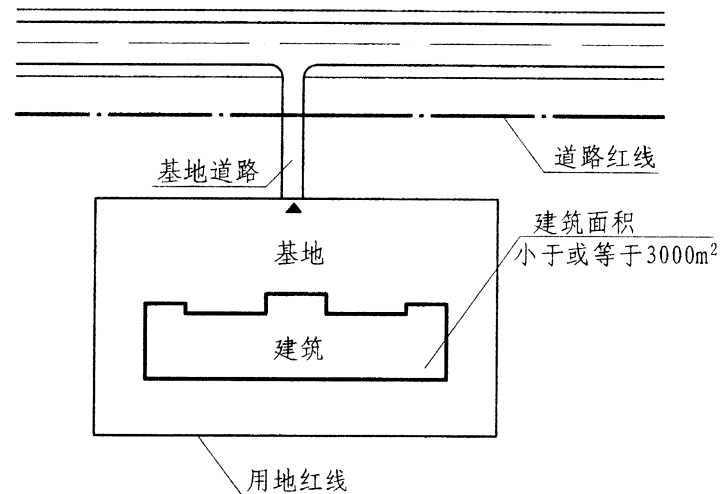 道路红线
基地道路
建筑面积
小于或等于3000m²
基地
建筑
用地红线